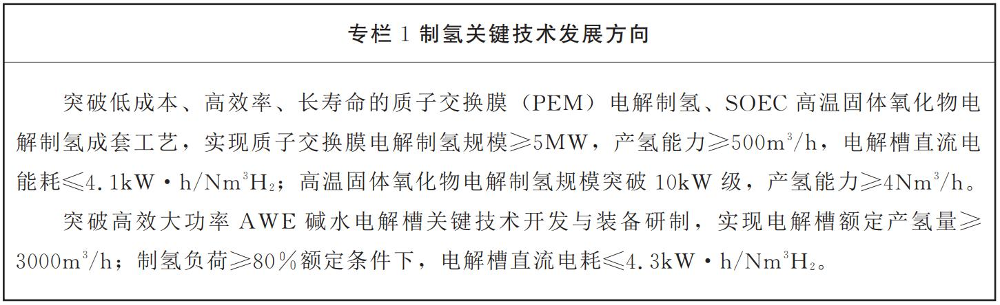 专栏 1 制氢关键技术发展方向
突破低成本、高效率、长寿命的质子交换膜（PEM）电解制氢、SOEC 高温固体氧化物电
解制氢成套工艺，实现质子交换膜电解制氢规模≥5MW，产氢能力≥500m³/h，电解槽直流电
能耗≤4.1kW·h/Nm³H₂；高温固体氧化物电解制氢规模突破 10kW 级，产氢能力≥4Nm³/h。
突破高效大功率 AWE 碱水电解槽关键技术开发与装备研制，实现电解槽额定产氢量≥
3000m³/h；制氢负荷≥80%额定条件下，电解槽直流电耗≤4.3kW·h/Nm³H₂。